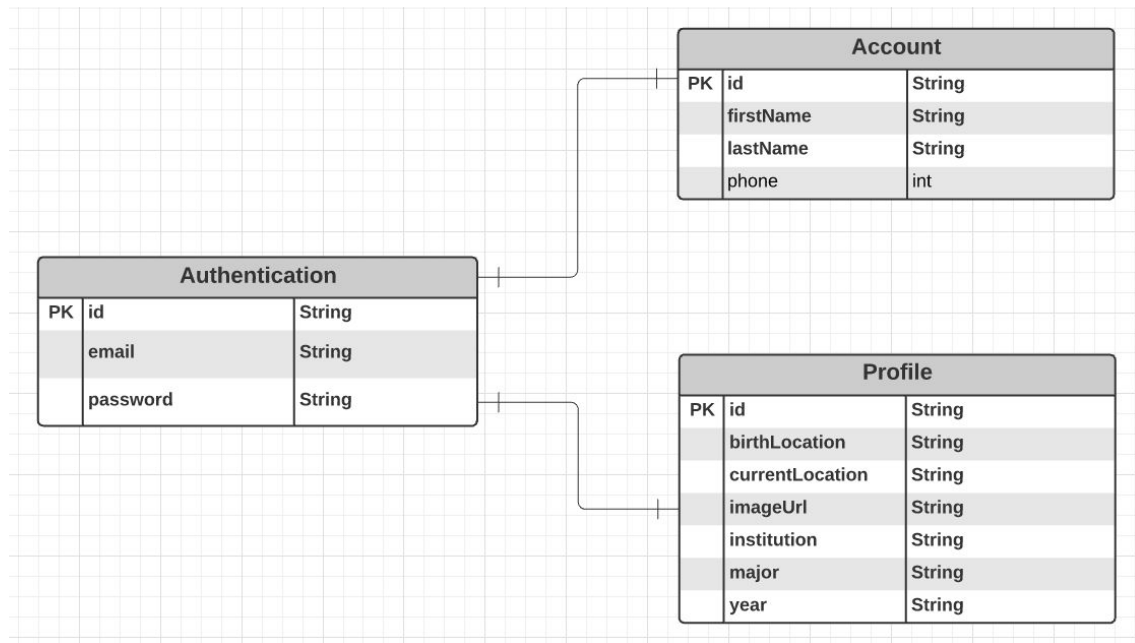 Account
PK id String
firstName String
lastName String
phone int
Authentication
PK id String
email String
password String
Profile
PK id String
birthLocation String
currentLocation String
imageUrl String
institution String
major String
year String